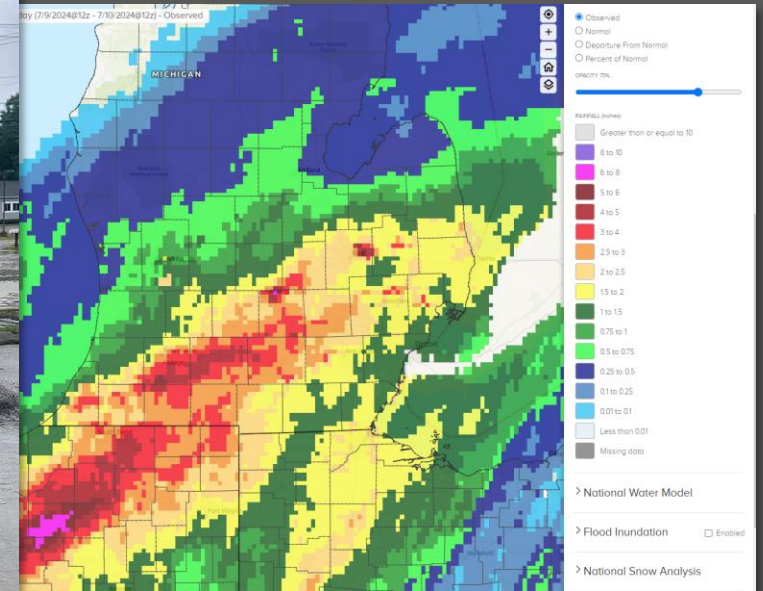 day (7/9/2024@12z - 7/10/2024@12z) - Observed
MICHIGAN
Fort Wayne
Observed
Normal
Departure From Normal
Percent of Normal
OPACITY 75%
RAINFALL (inches)
Greater than or equal to 10
8 to 10
6 to 8
5 to 6
4 to 5
3 to 4
2.5 to 3
2 to 2.5
1.5 to 2
1 to 1.5
0.75 to 1
0.5 to 0.75
0.25 to 0.5
0.1 to 0.25
0.01 to 0.1
Less than 0.01
Missing data
National Water Model
Flood Inundation
Enabled
National Snow Analysis